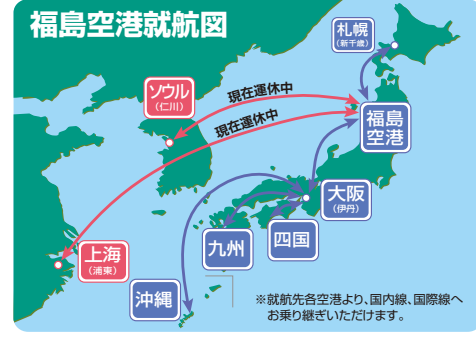 福島空港就航図
札幌
(新千歳)
ソウル
(仁川)
現在運休中
現在運休中
福島
空港
大阪
(伊丹)
上海
(浦東)
九州
四国
沖縄
※就航先各空港より、国内線、国際線へ
お乗り継ぎいただけます。